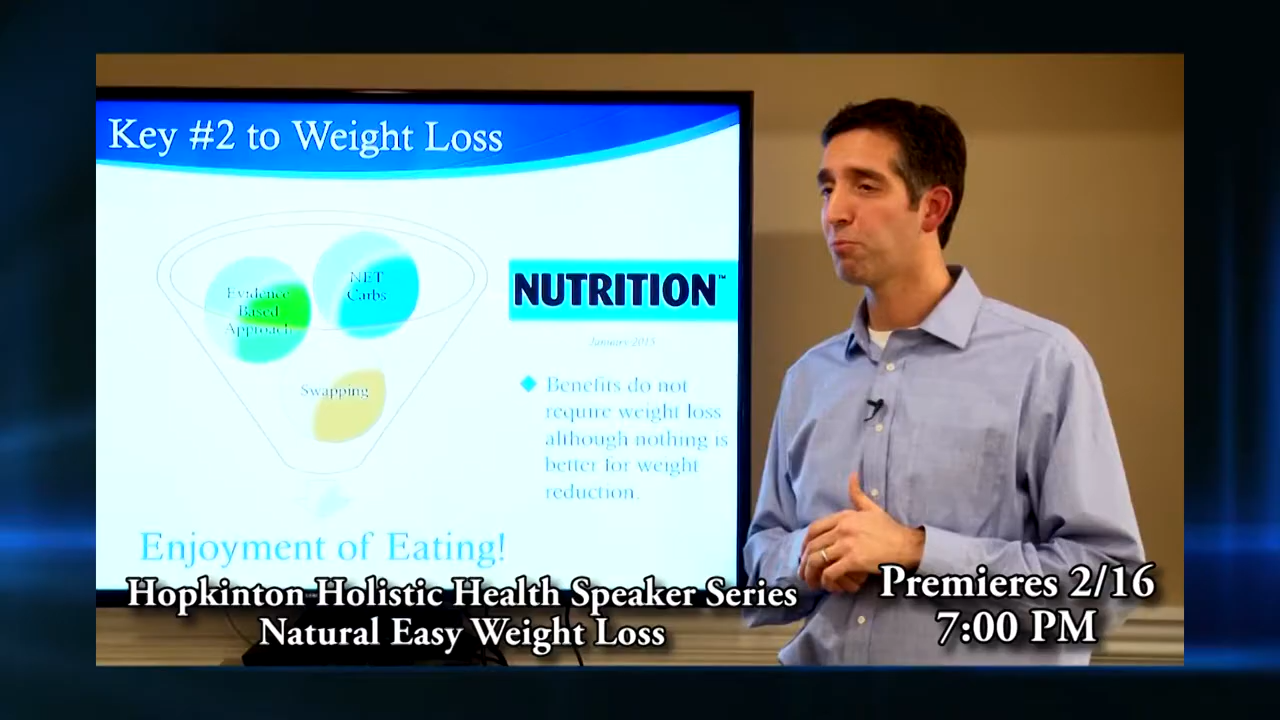 Key #2 to Weight Loss
Evidence
Based
Approach
NET
Carbs
Swapping
NUTRITION™
January 2015
Benefits do not
require weight loss
although nothing is
better for weight
reduction.
Enjoyment of Eating!
Hopkinton Holistic Health Speaker Series
Natural Easy Weight Loss
Premieres 2/16
7:00 PM